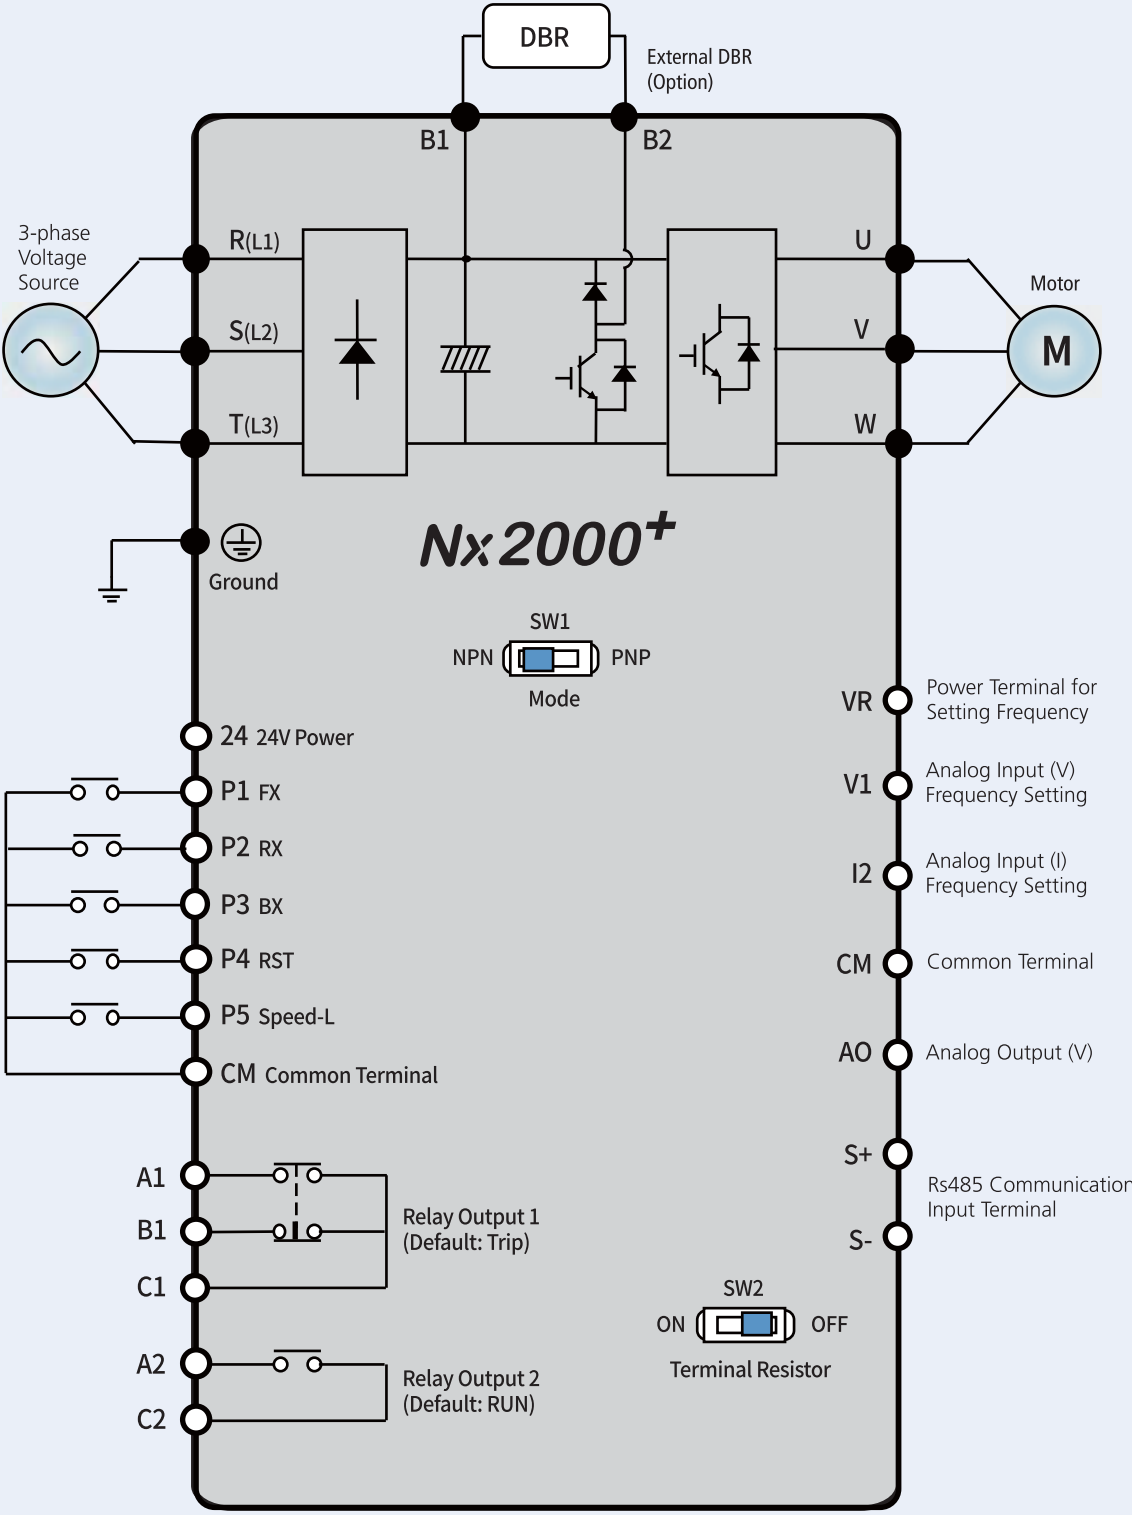 DBR
External DBR
(Option)
B1
B2
3-phase
Voltage
Source
R(L1)
S(L2)
T(L3)
U
V
W
Motor
M
Ground
Nx2000+
SW1
NPN
PNP
Mode
24 24V Power
P1 FX
P2 RX
P3 BX
P4 RST
P5 Speed-L
CM Common Terminal
VR
Power Terminal for
Setting Frequency
V1
Analog Input (V)
Frequency Setting
I2
Analog Input (I)
Frequency Setting
CM
Common Terminal
AO
Analog Output (V)
S+
S-
Rs485 Communication
Input Terminal
A1
B1
C1
Relay Output 1
(Default: Trip)
A2
C2
Relay Output 2
(Default: RUN)
SW2
ON
OFF
Terminal Resistor